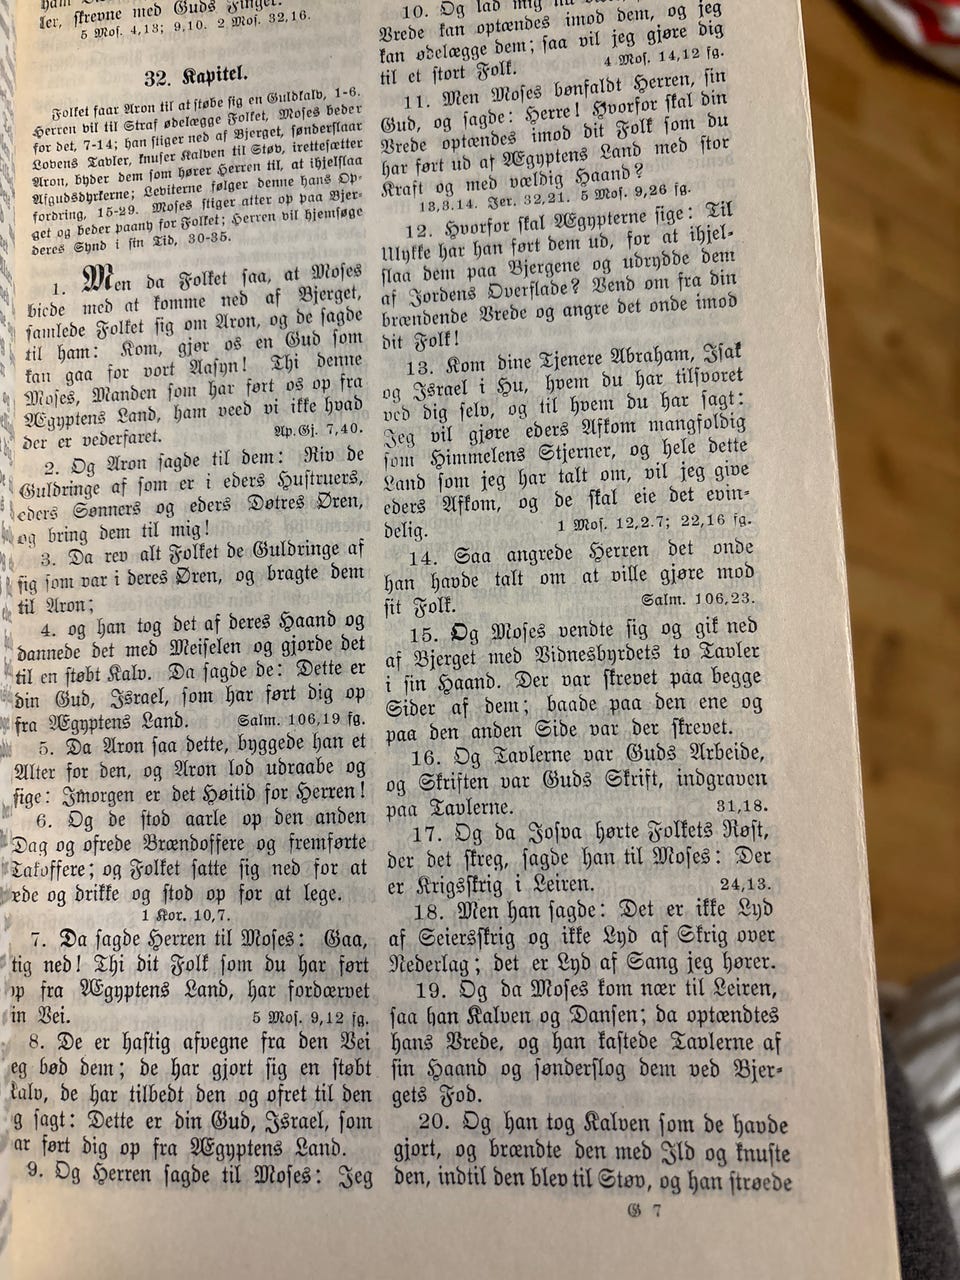 ham
ler, skrevne med Guds Finger.
5 Mos. 4,13; 9,10. 2 Mos. 32,16.
32. Kapitel.
Folket faar Aron til at støbe sig en Guldkalv, 1-6.
Herren vil til Straf ødelægge Folket, Moses beder
for det, 7-14; han stiger ned af Bjerget, sønderslaar
Lovens Tavler, knuser Kalven til Støv, irettesætter
Aron, byder dem som hører Herren til, at ihjelslaa
Afgudsdyrkerne; Leviterne følger denne hans Op-
fordring, 15-29. Moses stiger atter op paa Bjer-
get og beder paany for Folket; Herren vil hjemsøge
deres Synd i sin Tid, 30-35.
1. Men da Folket saa, at Moses
biede med at komme ned af Bjerget,
samlede Folket sig om Aron, og de sagde
til ham: Kom, gjør os en Gud som
kan gaa for vort Aasyn! Thi denne
Moses, Manden som har ført os op fra
Ægyptens Land, ham veed vi ikke hvad
der er vederfaret. Ap.Gj. 7,40.
2. Og Aron sagde til dem: Riv de
Guldringe af som er i eders Hustruers,
eders Sønners og eders Døtres Øren,
og bring dem til mig!
3. Da rev alt Folket de Guldringe af
sig som var i deres Øren, og bragte dem
til Aron;
4. og han tog det af deres Haand og
dannede det med Meiselen og gjorde det
til en støbt Kalv. Da sagde de: Dette er
din Gud, Israel, som har ført dig op
fra Ægyptens Land. Salm. 106,19 fg.
5. Da Aron saa dette, byggede han et
Alter for den, og Aron lod udraabe og
sige: Imorgen er det Høitid for Herren!
6. Og de stod aarle op den anden
Dag og ofrede Brændoffere og fremførte
Takoffere; og Folket satte sig ned for at
æde og drikke og stod op for at lege.
1 Kor. 10,7.
7. Da sagde Herren til Moses: Gaa,
tig ned! Thi dit Folk som du har ført
op fra Ægyptens Land, har fordærvet
in Vei. 5 Mos. 9,12 fg.
8. De er hastig afvegne fra den Vei
eg bød dem; de har gjort sig en støbt
kalv, de har tilbedt den og ofret til den
g sagt: Dette er din Gud, Israel, som
ar ført dig op fra Ægyptens Land.
9. Og Herren sagde til Moses: Jeg
10. Og lad mig nu
Vrede kan optændes imod dem, og jeg
kan ødelægge dem; saa vil jeg gjøre dig
til et stort Folk. 4 Mos. 14,12 fg.
11. Men Moses bønfaldt Herren, sin
Gud, og sagde: Herre! Hvorfor skal din
Vrede optændes imod dit Folk som du
har ført ud af Ægyptens Land med stor
Kraft og med vældig Haand?
13,3.14. Jer. 32,21. 5 Mos. 9,26 fg.
12. Hvorfor skal Ægypterne sige: Til
Ulykke har han ført dem ud, for at ihjel-
slaa dem paa Bjergene og udrydde dem
af Jordens Overflade? Vend om fra din
brændende Vrede og angre det onde imod
dit Folk!
13. Kom dine Tjenere Abraham, Isak
og Israel i Hu, hvem du har tilsvoret
ved dig selv, og til hvem du har sagt:
Jeg vil gjøre eders Afkom mangfoldig
som Himmelens Stjerner, og hele dette
Land som jeg har talt om, vil jeg give
eders Afkom, og de skal eie det evin-
delig. 1 Mos. 12,2.7; 22,16 fg.
14. Saa angrede Herren det onde
han havde talt om at ville gjøre mod
sit Folk. Salm. 106,23.
15. Og Moses vendte sig og gik ned
af Bjerget med Vidnesbyrdets to Tavler
i sin Haand. Der var skrevet paa begge
Sider af dem; baade paa den ene og
paa den anden Side var der skrevet.
16. Og Tavlerne var Guds Arbeide,
og Skriften var Guds Skrift, indgraven
paa Tavlerne. 31,18.
17. Og da Josva hørte Folkets Røst,
der det skreg, sagde han til Moses: Der
er Krigsskrig i Leiren. 24,13.
18. Men han sagde: Det er ikke Lyd
af Seiersskrig og ikke Lyd af Skrig over
Nederlag; det er Lyd af Sang jeg hører.
19. Og da Moses kom nær til Leiren,
saa han Kalven og Dansen; da optændtes
hans Vrede, og han kastede Tavlerne af
sin Haand og sønderslog dem ved Bjer-
gets Fod.
20. Og han tog Kalven som de havde
gjort, og brændte den med Ild og knuste
den, indtil den blev til Støv, og han strøede
G 7